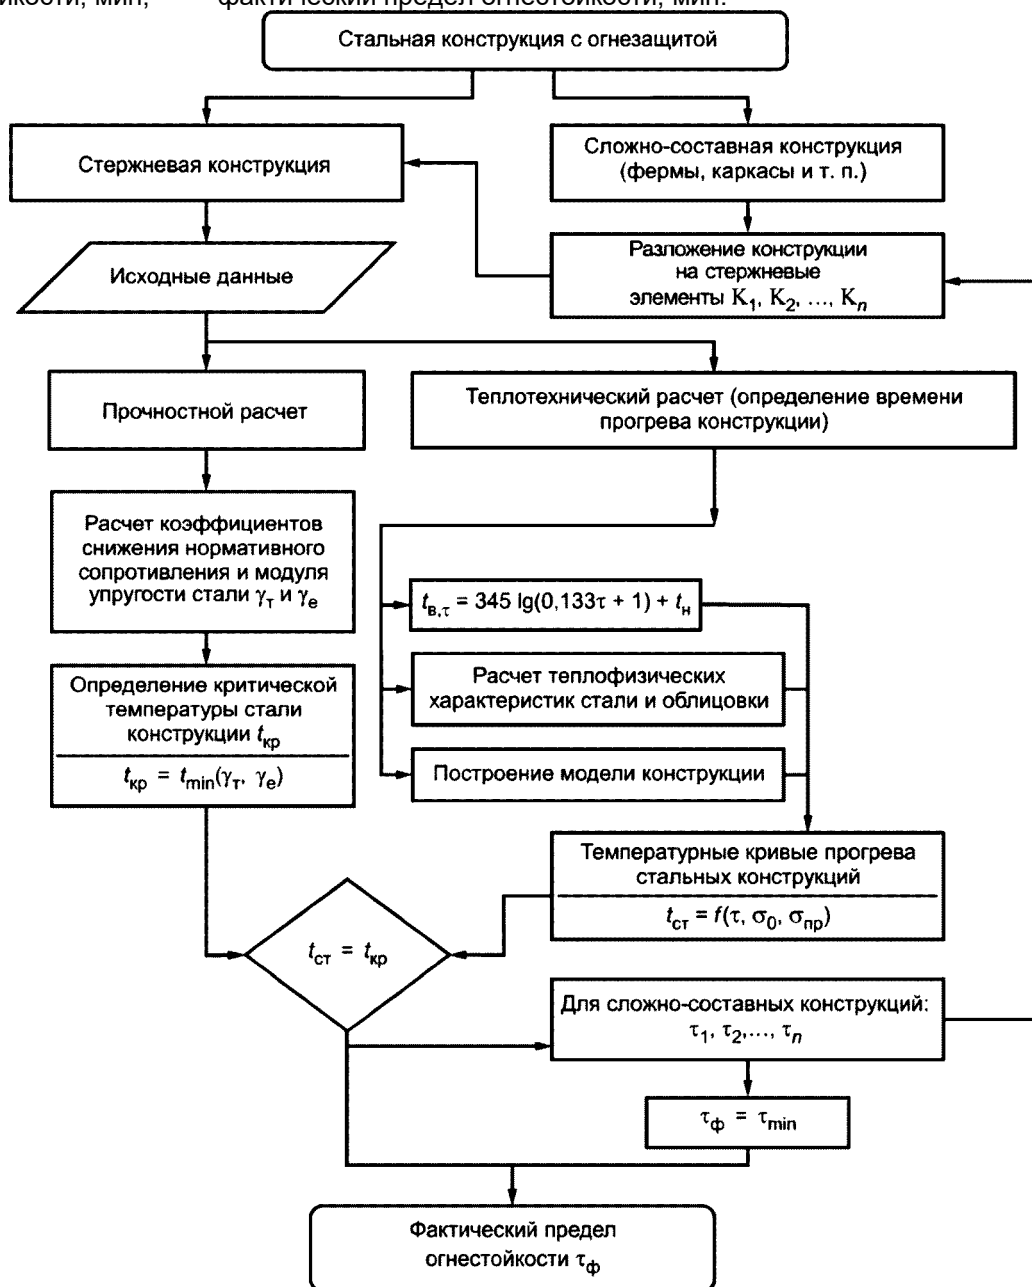 фактический предел огнестойкости, мин.
Стальная конструкция с огнезащитой
Стержневая конструкция
Сложно-составная конструкция
(фермы, каркасы и т. п.)
Исходные данные
Разложение конструкции
на стержневые
элементы K₁, K₂, ..., Kₙ
Прочностной расчет
Теплотехнический расчет (определение времени
прогрева конструкции)
Расчет коэффициентов
снижения нормативного
сопротивления и модуля
упругости стали γт и γe
tв,τ = 345 lg(0,133τ + 1) + tн
Расчет теплофизических
характеристик стали и облицовки
Построение модели конструкции
Определение критической
температуры стали
конструкции tкр
tкр = tmin(γт, γe)
Температурные кривые прогрева
стальных конструкций
tст = f(τ, σ₀, σпр)
tст = tкр
Для сложно-составных конструкций:
τ₁, τ₂,..., τₙ
τф = τmin
Фактический предел
огнестойкости τф